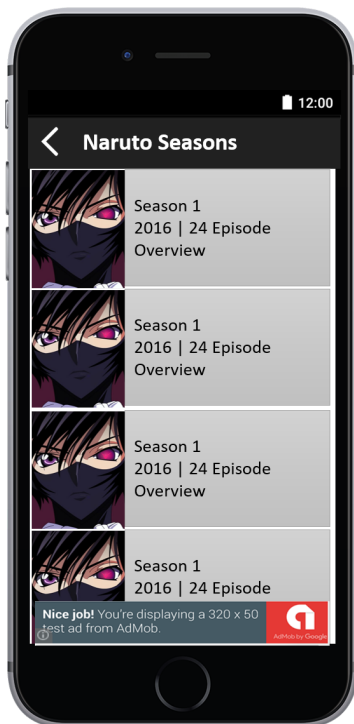 12:00
Naruto Seasons
Season 1
2016 | 24 Episode
Overview
Season 1
2016 | 24 Episode
Overview
Season 1
2016 | 24 Episode
Overview
Season 1
2016 | 24 Episode
Nice job! You're displaying a 320 x 50
test ad from AdMob.
AdMob by Google